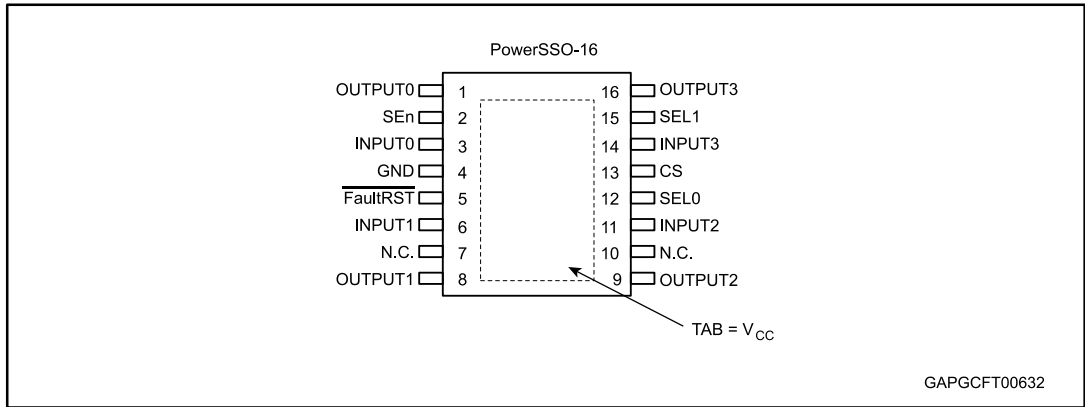 PowerSSO-16
OUTPUT0 1 16 OUTPUT3
SEn 2 15 SEL1
INPUT0 3 14 INPUT3
GND 4 13 CS
FaultRST 5 12 SEL0
INPUT1 6 11 INPUT2
N.C. 7 10 N.C.
OUTPUT1 8 9 OUTPUT2
TAB = VCC
GAPGCFT00632